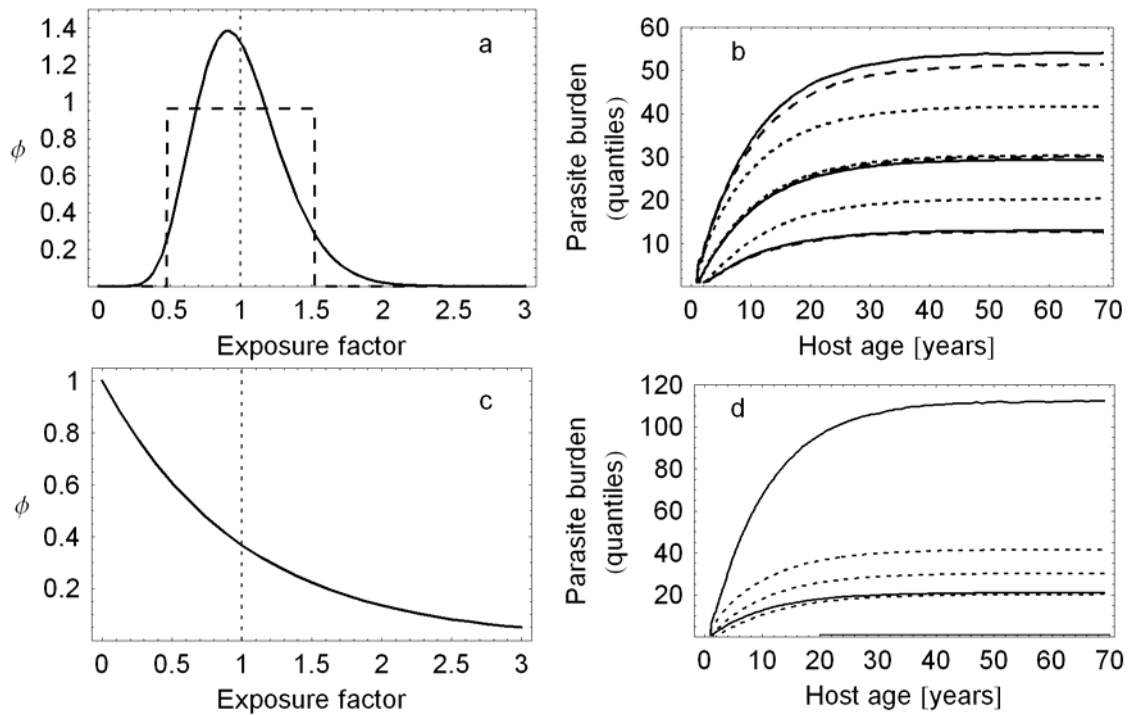 a
1.4
1.2
1
0.8
0.6
0.4
0.2
ϕ
0 0.5 1 1.5 2 2.5 3
Exposure factor
b
60
50
40
30
20
10
Parasite burden
(quantiles)
0 10 20 30 40 50 60 70
Host age [years]
c
1
0.8
0.6
0.4
0.2
ϕ
0 0.5 1 1.5 2 2.5 3
Exposure factor
d
120
100
80
60
40
20
Parasite burden
(quantiles)
0 10 20 30 40 50 60 70
Host age [years]